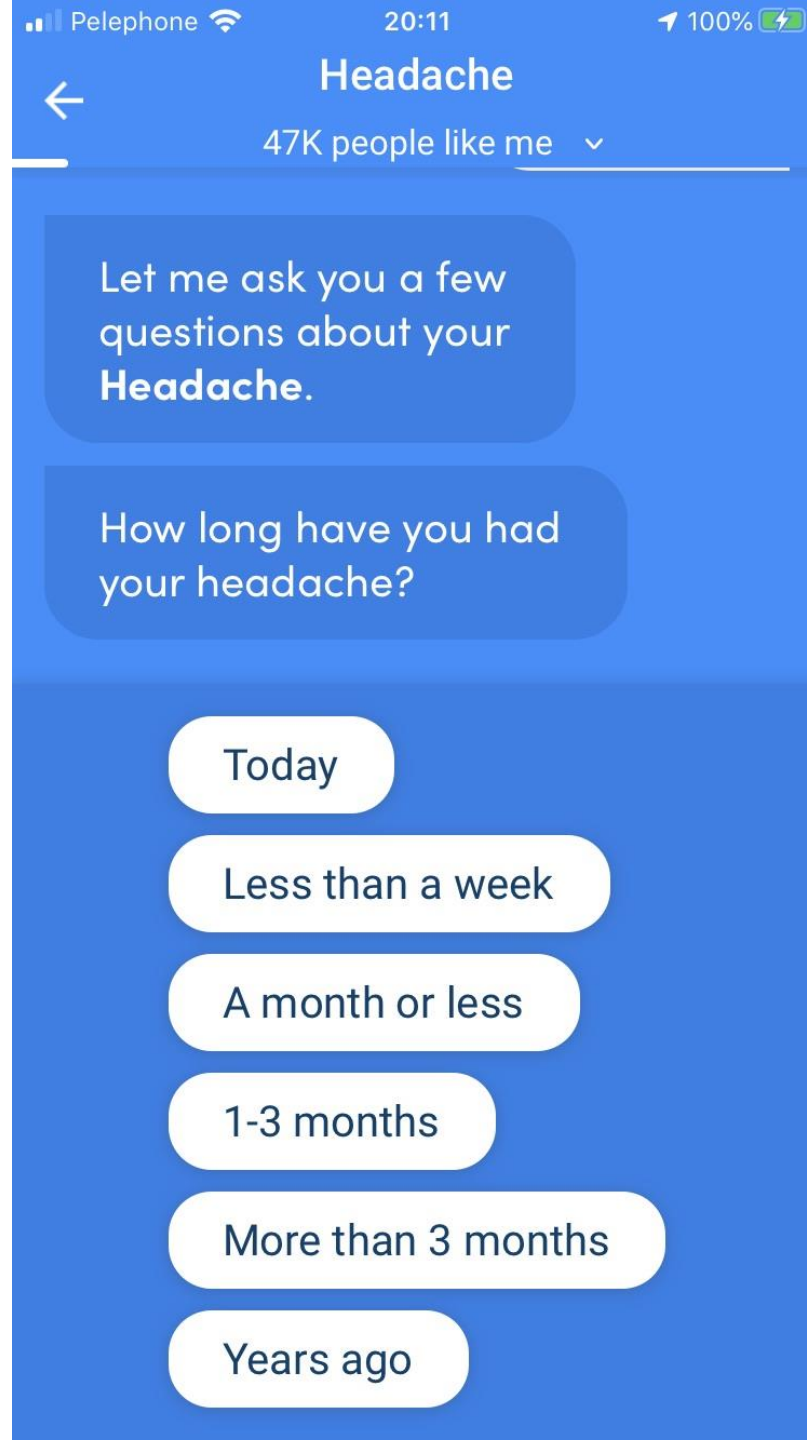 Pelephone 20:11 100%
Headache
47K people like me
Let me ask you a few
questions about your
Headache.
How long have you had
your headache?
Today
Less than a week
A month or less
1-3 months
More than 3 months
Years ago